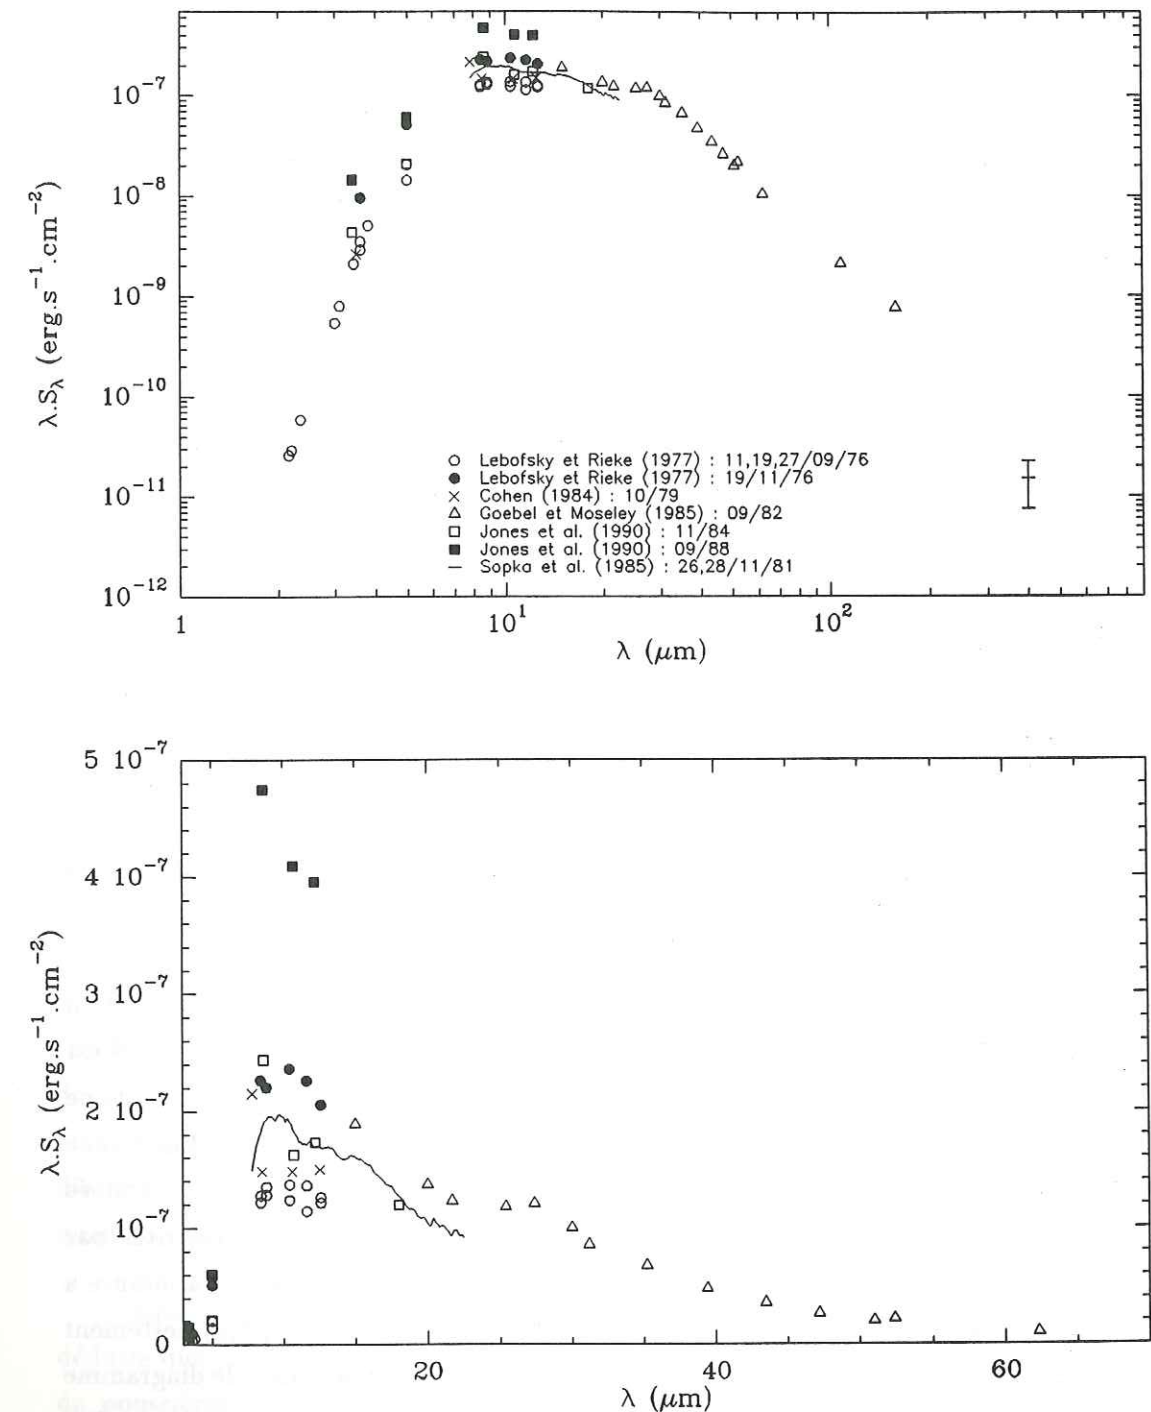 10⁻⁷
10⁻⁸
10⁻⁹
10⁻¹⁰
10⁻¹¹
10⁻¹²
λ.S_λ (erg.s⁻¹.cm⁻²)
Lebofsky et Rieke (1977) : 11,19,27/09/76
Lebofsky et Rieke (1977) : 19/11/76
Cohen (1984) : 10/79
Goebel et Moseley (1985) : 09/82
Jones et al. (1990) : 11/84
Jones et al. (1990) : 09/88
Sopka et al. (1985) : 26,28/11/81
1 10¹ 10²
λ (μm)
5 10⁻⁷
4 10⁻⁷
3 10⁻⁷
2 10⁻⁷
10⁻⁷
0
λ.S_λ (erg.s⁻¹.cm⁻²)
20 40 60
λ (μm)